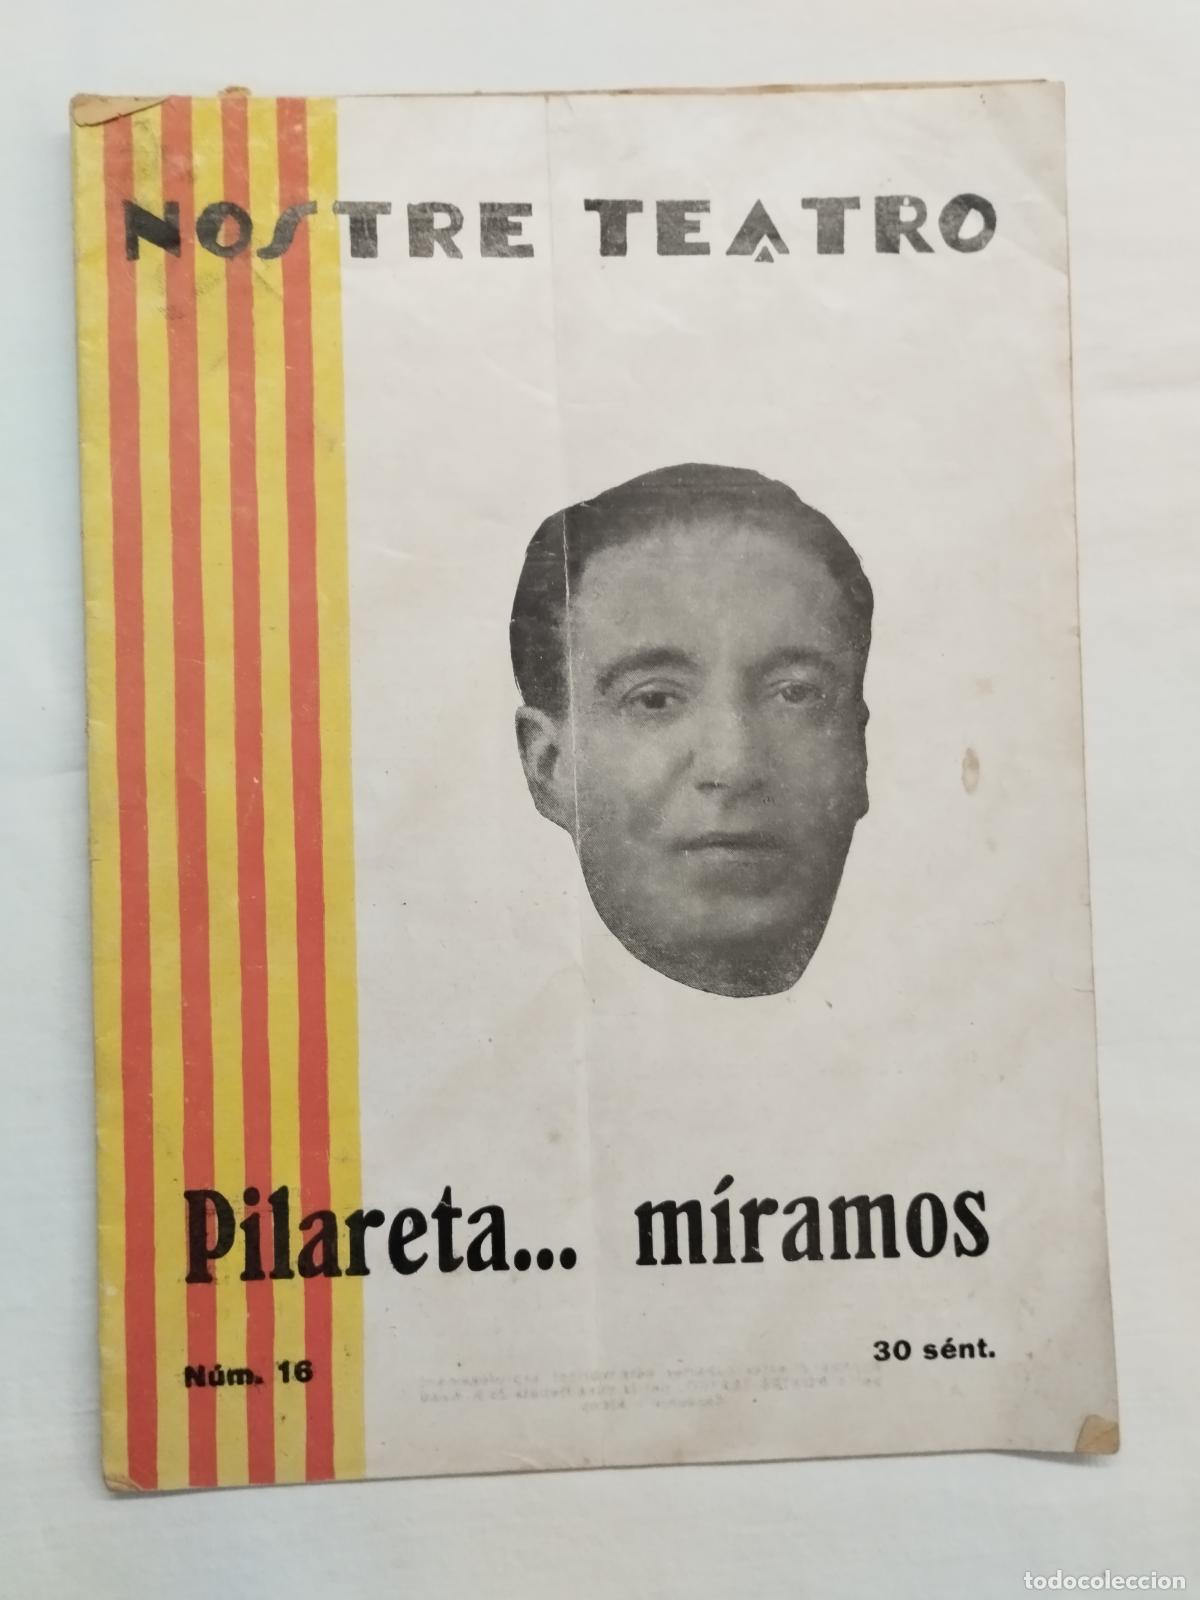 NOSTRE TEATRO
Pilareta... míramos
30 sént.
Núm. 16
todocoleccion